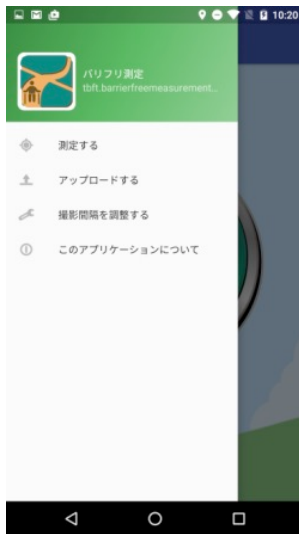 10:20
バリフリ測定
tbft.barrierfreemeasurement...
測定する
アップロードする
撮影間隔を調整する
このアプリケーションについて